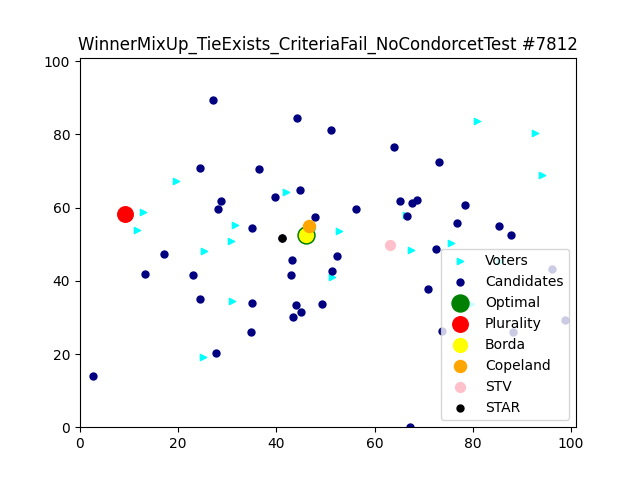 WinnerMixUp_TieExists_CriteriaFail_NoCondorcetTest #7812
100
80
60
40
20
0
0 20 40 60 80 100
Voters
Candidates
Optimal
Plurality
Borda
Copeland
STV
STAR